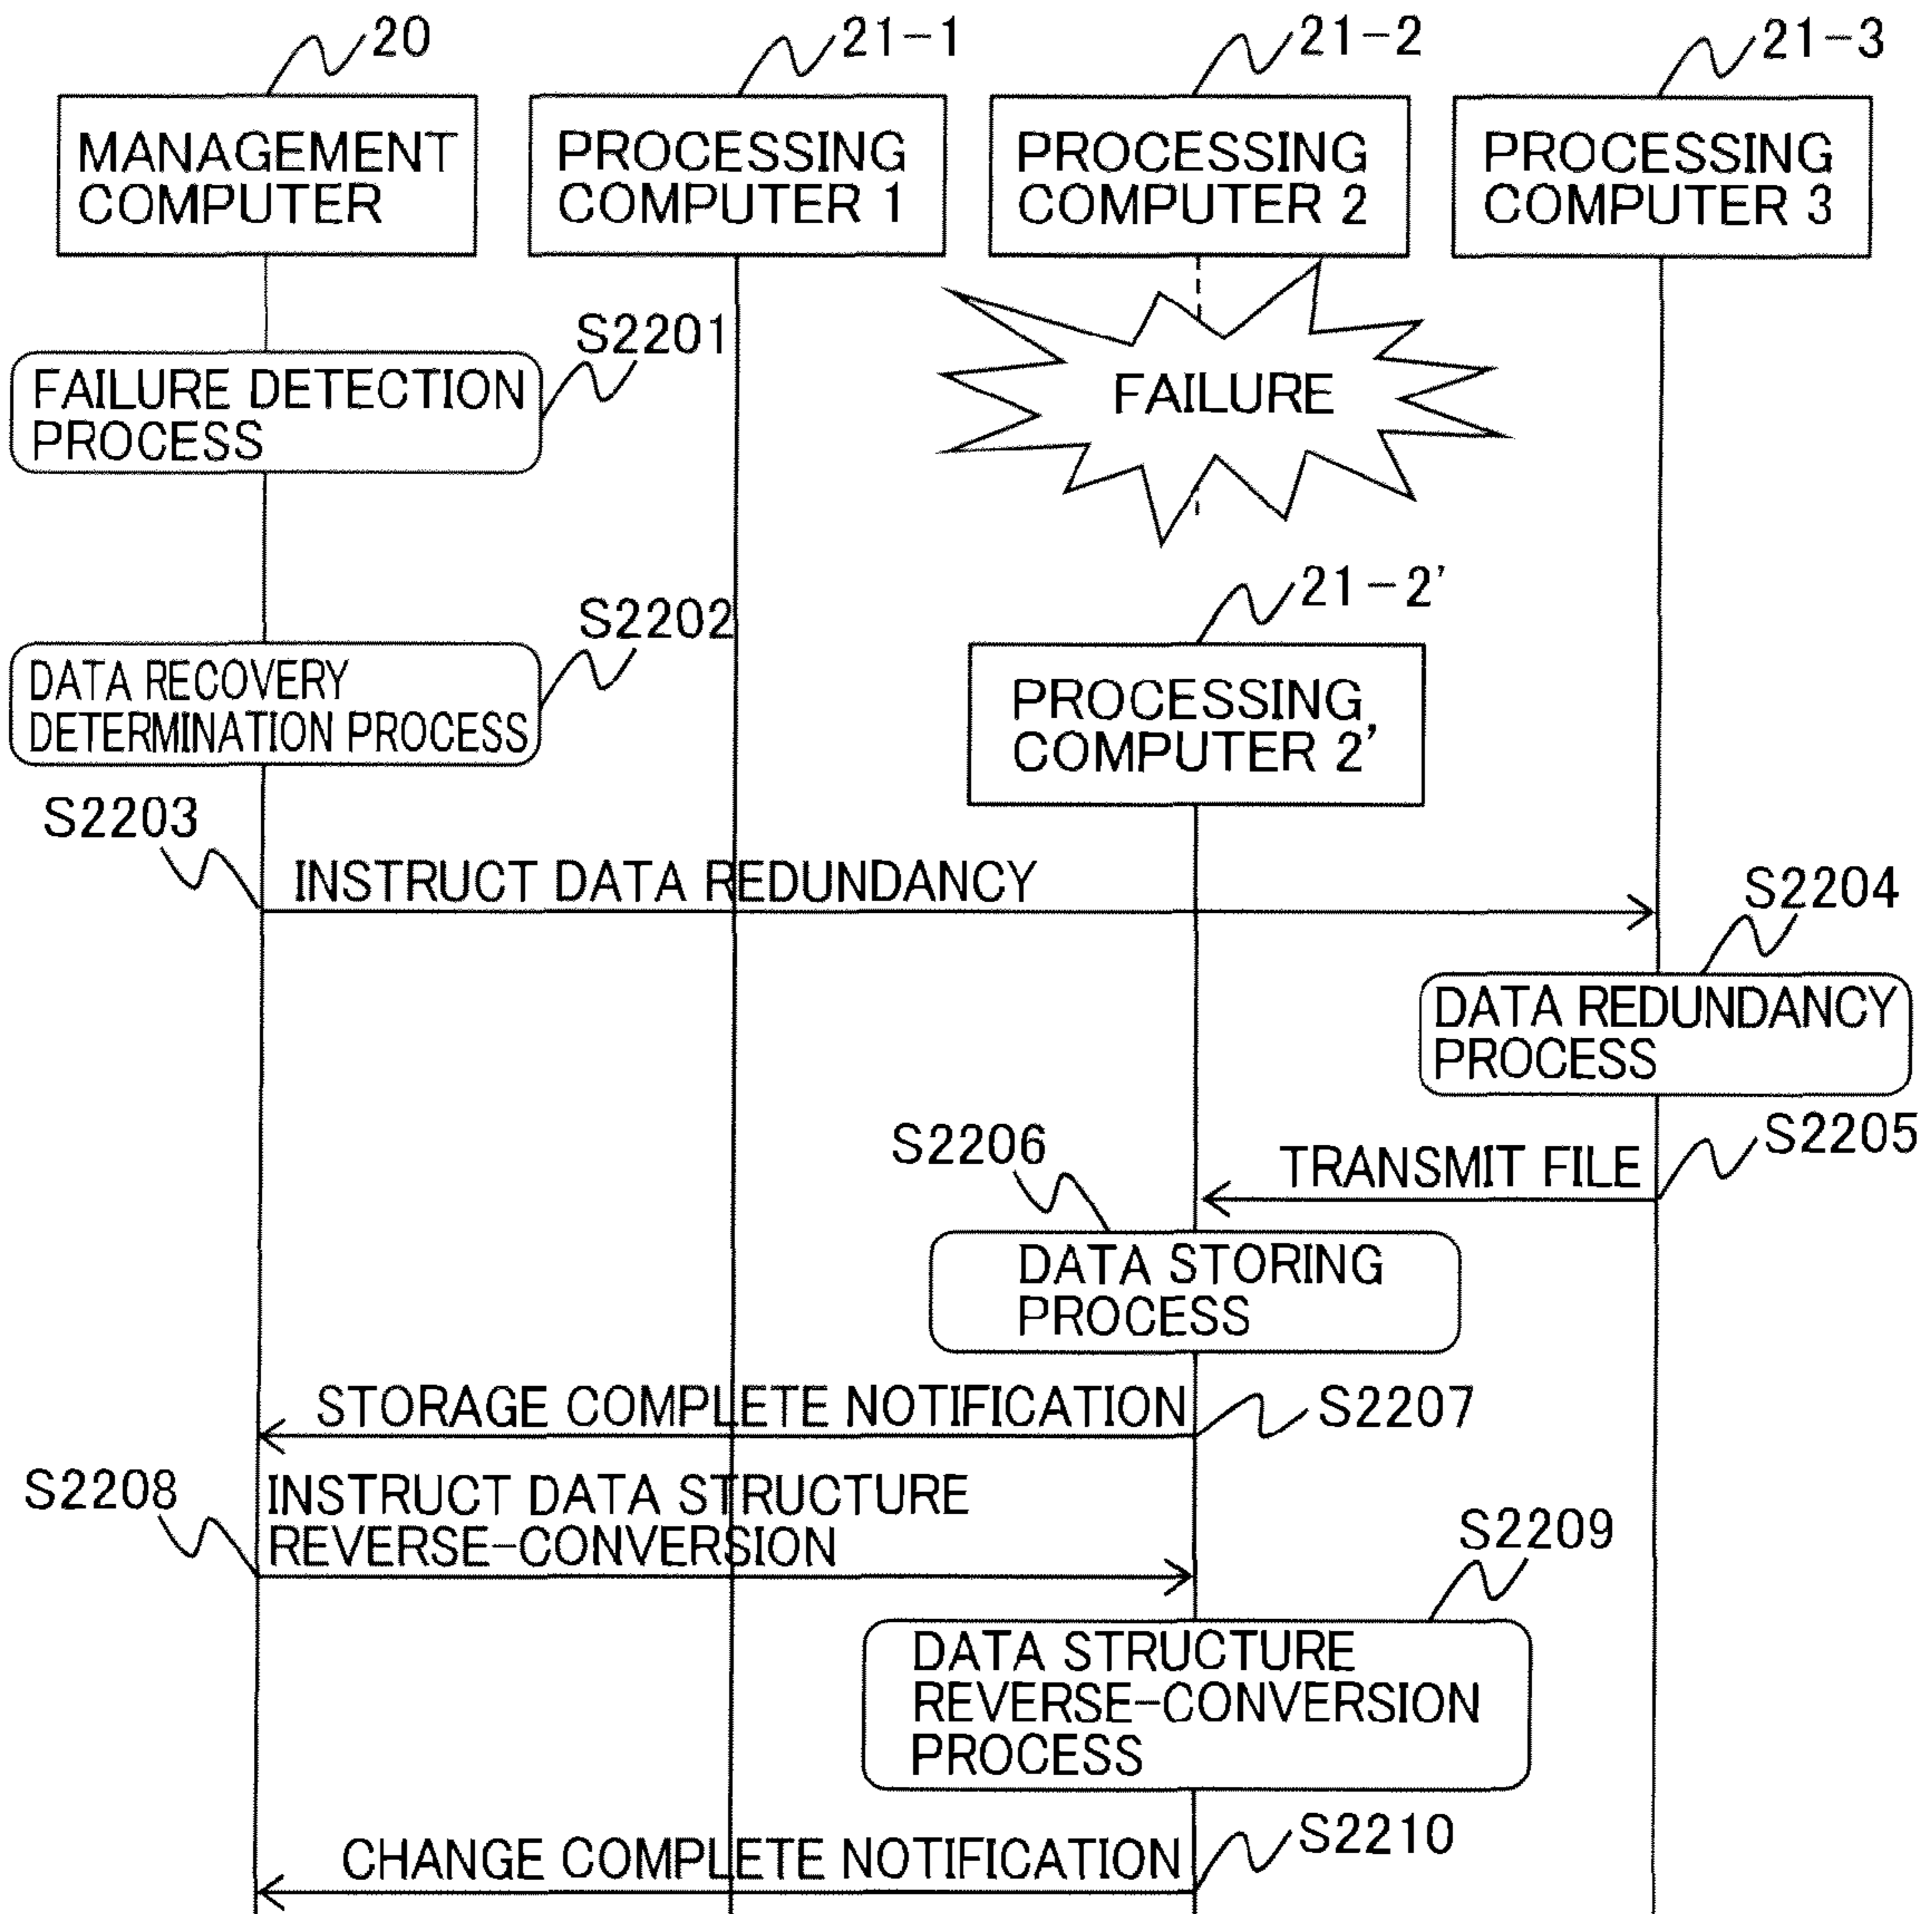 20
21-1
21-2
21-3
MANAGEMENT
COMPUTER
PROCESSING
COMPUTER 1
PROCESSING
COMPUTER 2
PROCESSING
COMPUTER 3
S2201
FAILURE DETECTION
PROCESS
FAILURE
21-2'
S2202
DATA RECOVERY
DETERMINATION PROCESS
PROCESSING
COMPUTER 2'
S2203
INSTRUCT DATA REDUNDANCY
S2204
DATA REDUNDANCY
PROCESS
S2205
TRANSMIT FILE
S2206
DATA STORING
PROCESS
STORAGE COMPLETE NOTIFICATION
S2207
S2208
INSTRUCT DATA STRUCTURE
REVERSE-CONVERSION
S2209
DATA STRUCTURE
REVERSE-CONVERSION
PROCESS
S2210
CHANGE COMPLETE NOTIFICATION